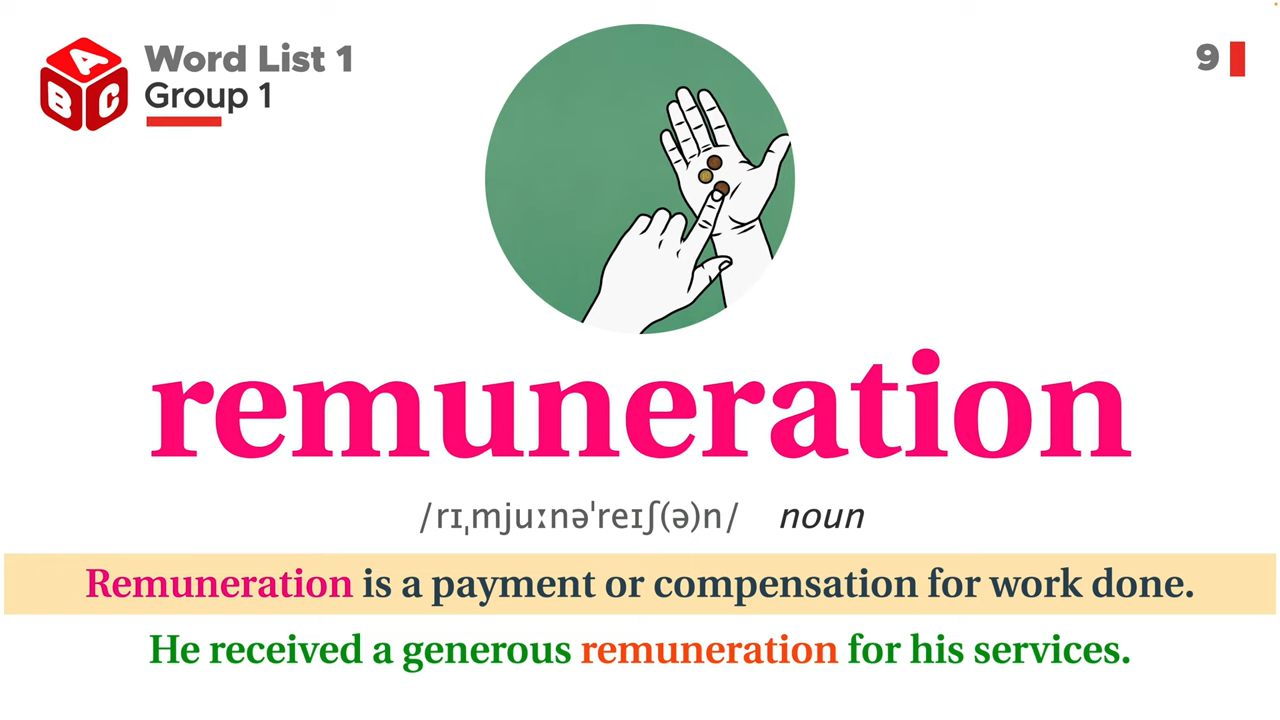 A
B
C
Word List 1
Group 1
9
remuneration
/rɪˌmjuːnəˈreɪʃ(ə)n/ noun
Remuneration is a payment or compensation for work done.
He received a generous remuneration for his services.